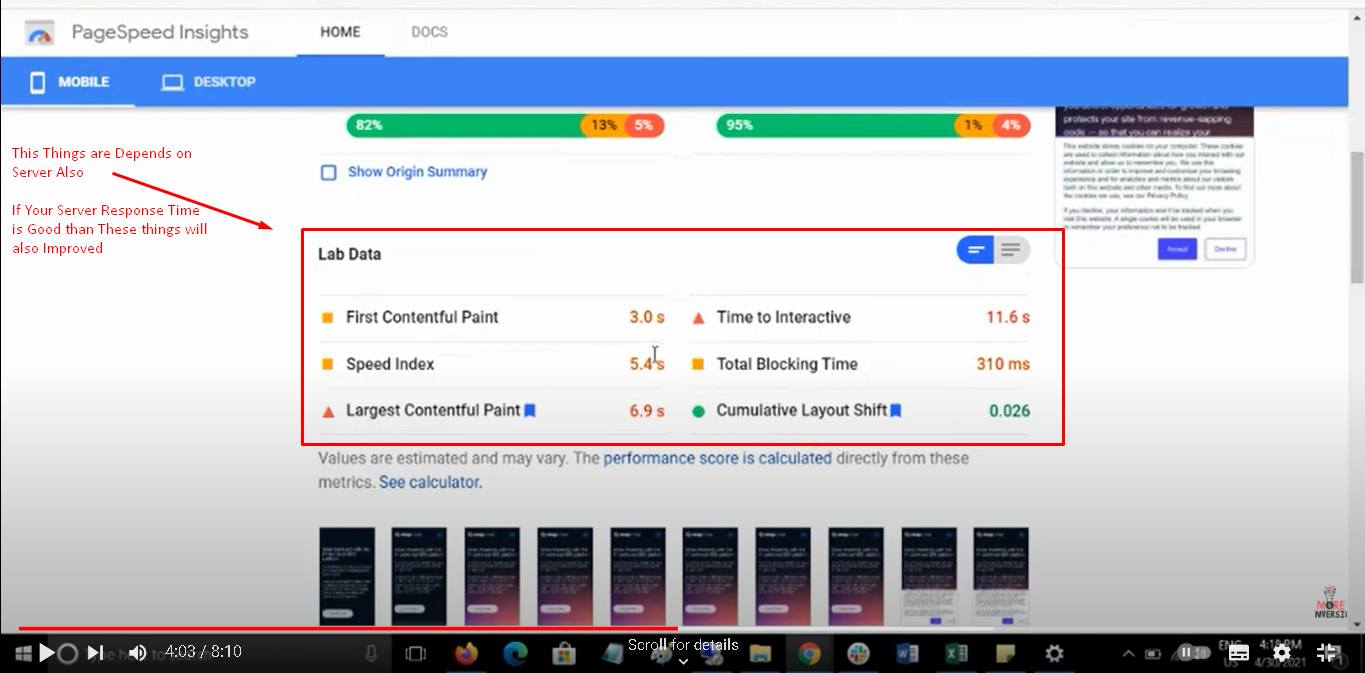 PageSpeed Insights
HOME
DOCS
MOBILE
DESKTOP
82%
13%
5%
95%
1%
4%
protects your site from revenue-sapping
code — so that you can realize your
This website stores cookies on your computer. These cookies
are used to collect information about how you interact with our
website and allow us to remember you. We use this
information in order to improve and customize your browsing
experience and for analytics and metrics about our visitors
both on this website and other media. To find out more about
the cookies we use, see our Privacy Policy.
If you decline, your information won't be tracked when you
visit this website. A single cookie will be used in your browser
to remember your preference not to be tracked.
Accept
Decline
This Things are Depends on
Server Also
If Your Server Response Time
is Good than These things will
also Improved
Show Origin Summary
Lab Data
First Contentful Paint
3.0 s
Time to Interactive
11.6 s
Speed Index
5.4 s
Total Blocking Time
310 ms
Largest Contentful Paint
6.9 s
Cumulative Layout Shift
0.026
Values are estimated and may vary. The performance score is calculated directly from these
metrics. See calculator.
MORE
4:03 / 8:10
Scroll for details
ENG
US
4:18 PM
4/30/2021